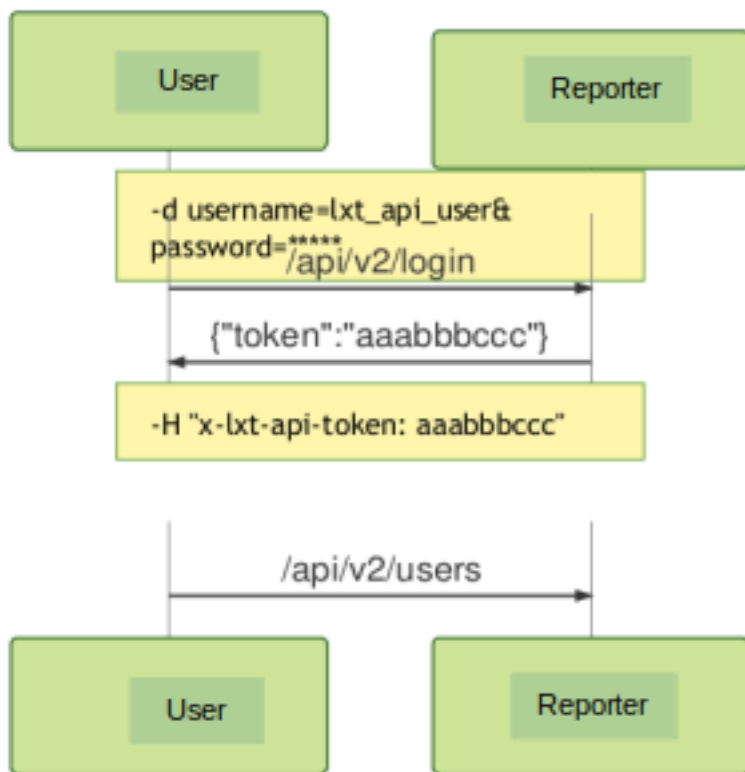 User
Reporter
-d username=lxt_api_user&
password=*****
/api/v2/login
{"token":"aaabbbccc"}
-H "x-lxt-api-token: aaabbbccc"
/api/v2/users
User
Reporter